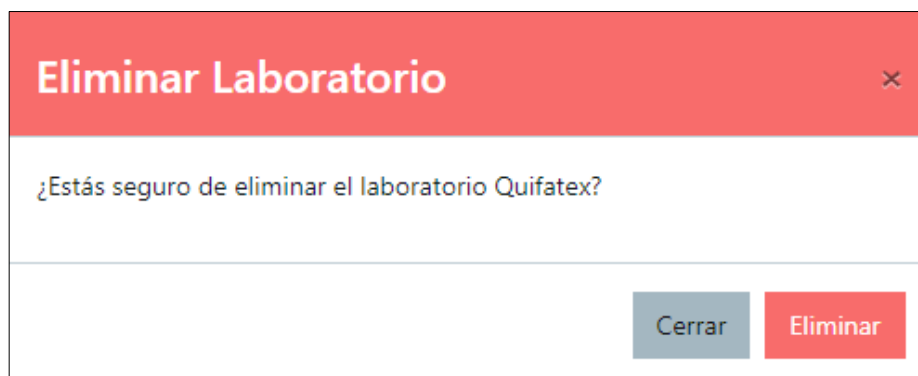 Eliminar Laboratorio ×
¿Estás seguro de eliminar el laboratorio Quifatex?
Cerrar Eliminar